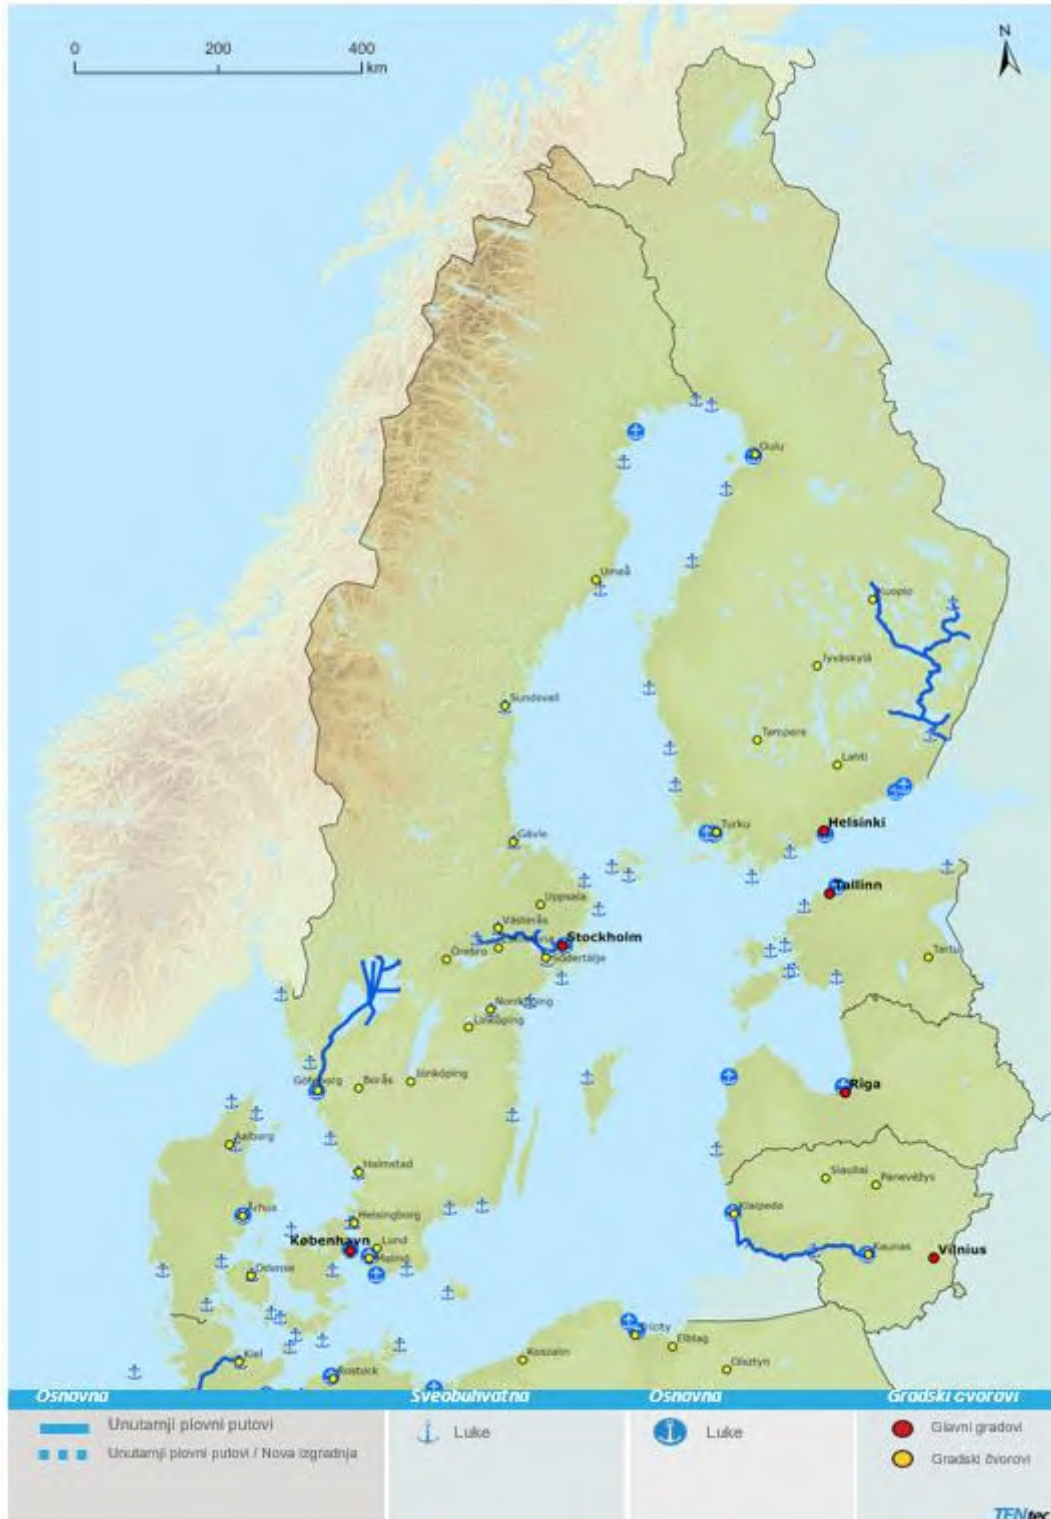 0 200 400
km
N
Oulu
Umeå
Kuopio
Jyväskylä
Sundsvall
Tampere
Lahti
Turku
Helsinki
Gävle
Tallinn
Uppsala
Västerås
Stockholm
Örebro
Södertälje
Tartu
Norrköping
Linköping
Göteborg
Borås
Jönköping
Riga
Aalborg
Halmstad
Siauliai
Panevėžys
Århus
Helsingborg
Klaipeda
København
Lund
Malmö
Kaunas
Vilnius
Odense
Tricity
Elblag
Kiel
Koszalin
Olsztyn
Rostock
Osnovna
Sveobuhvatna
Osnovna
Gradski čvorovi
Unutarnji plovni putovi
Unutarnji plovni putovi / Nova izgradnja
Luke
Luke
Glavni gradovi
Gradski čvorovi
TENtec